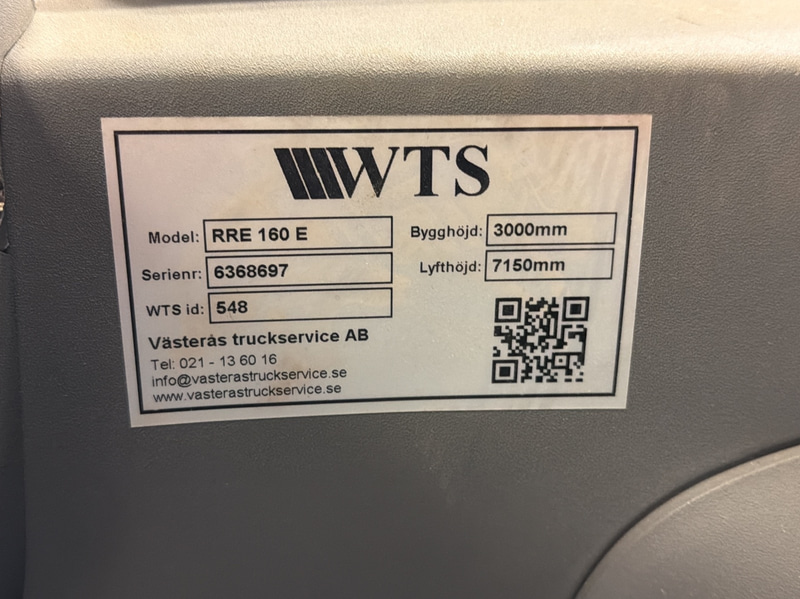 WTS
Model: RRE 160 E
Bygghöjd: 3000mm
Serienr: 6368697
Lyfthöjd: 7150mm
WTS id: 548
Västerås truckservice AB
Tel: 021 - 13 60 16
info@vasterastruckservice.se
www.vasterastruckservice.se